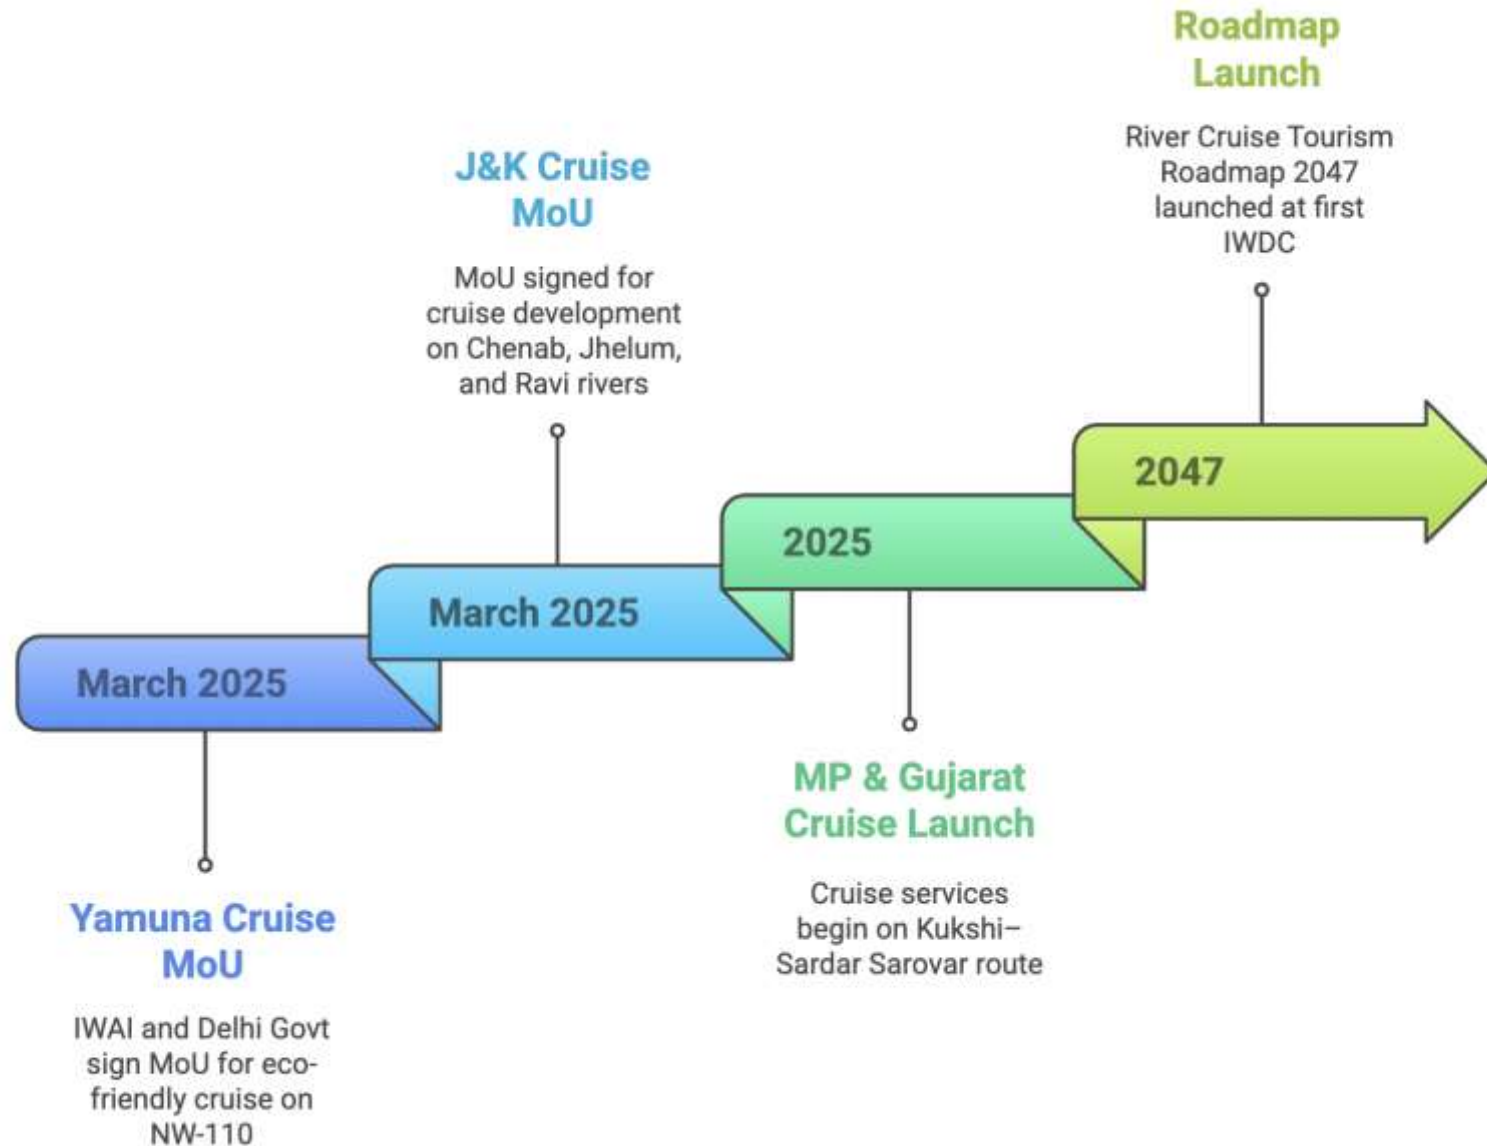 Roadmap
Launch
River Cruise Tourism
Roadmap 2047
launched at first
IWDC
J&K Cruise
MoU
MoU signed for
cruise development
on Chenab, Jhelum,
and Ravi rivers
2047
2025
March 2025
March 2025
MP & Gujarat
Cruise Launch
Cruise services
begin on Kukshi–
Sardar Sarovar route
Yamuna Cruise
MoU
IWAI and Delhi Govt
sign MoU for eco-
friendly cruise on
NW-110